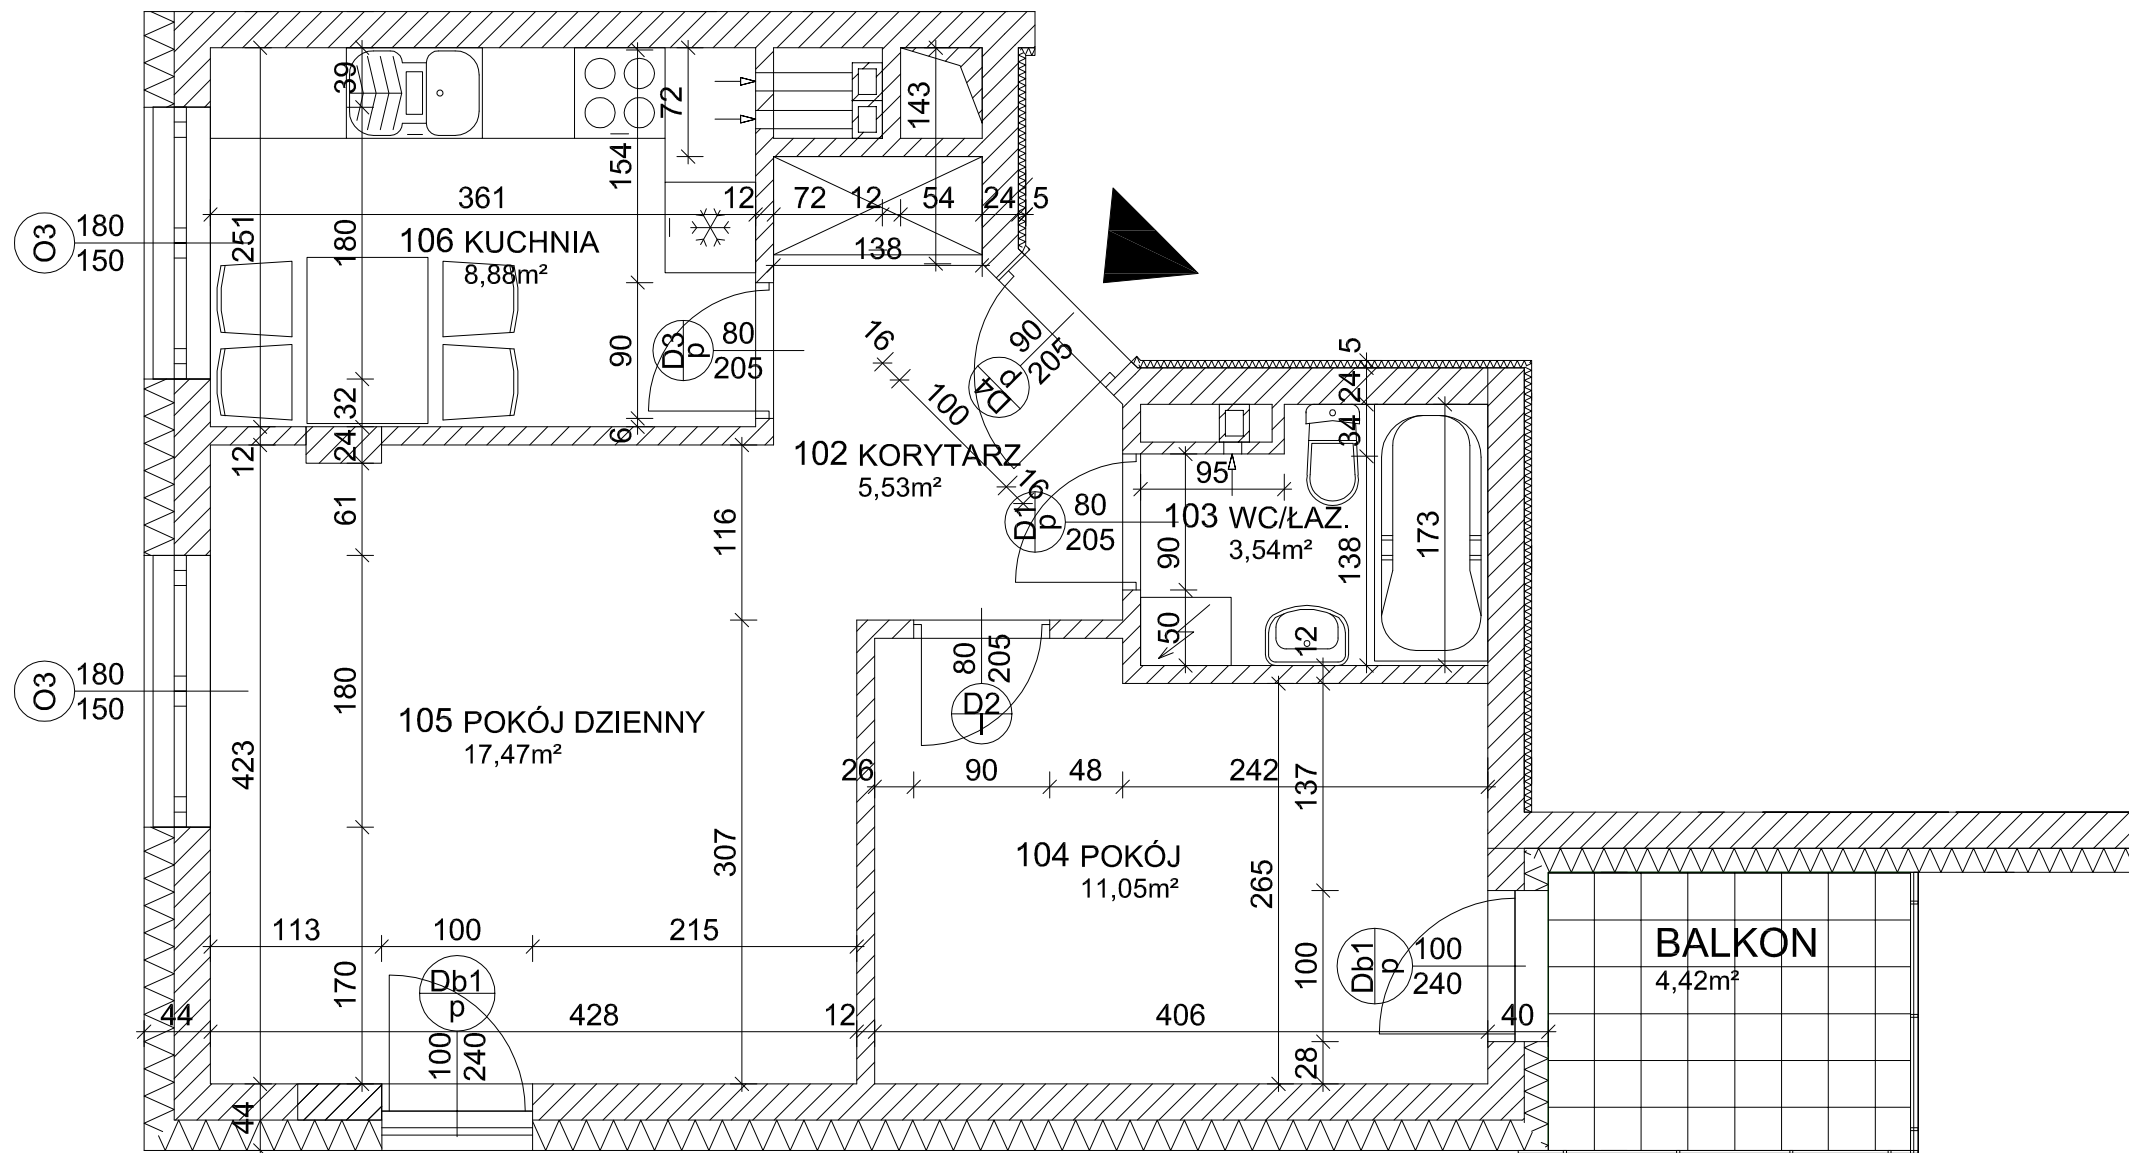 39
72
143
154
361
12
72
12
54
24
5
O3
180
150
251
180
106 KUCHNIA
8,88m²
138
D3
p
80
205
90
16
100
16
D4
p
90
205
5
24
34
32
24
12
6
102 KORYTARZ
5,53m²
61
116
95
D1
p
80
205
103 WC/ŁAZ.
3,54m²
173
138
90
50
12
80
205
D2
l
O3
180
150
180
105 POKÓJ DZIENNY
17,47m²
423
26
90
48
242
137
307
104 POKÓJ
11,05m²
265
113
100
215
170
Db1
p
100
240
100
Db1
p
100
240
BALKON
4,42m²
44
428
12
406
40
28
44